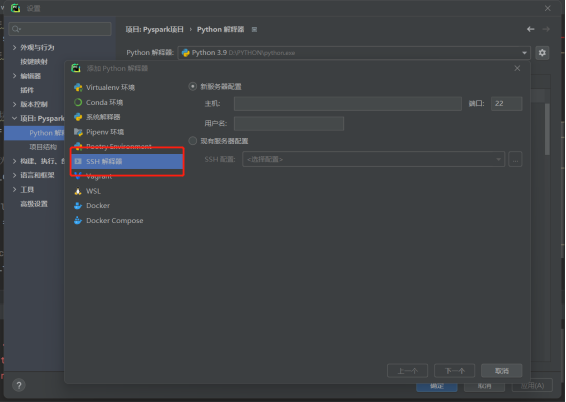 设置
项目: Pyspark项目 › Python 解释器
外观与行为
按键映射
编辑器
插件
版本控制
项目: Pyspark
Python 解释
项目结构
构建、执行、
语言和框架
工具
高级设置
Python 解释器: Python 3.9 D:\PYTHON\python.exe
添加 Python 解释器
Virtualenv 环境
Conda 环境
系统解释器
Pipenv 环境
Poetry Environment
SSH 解释器
Vagrant
WSL
Docker
Docker Compose
新服务器配置
主机: 端口: 22
用户名:
现有服务器配置
SSH 配置: <选择配置> ...
上一个 下一个 取消
? 确定 取消 应用(A)